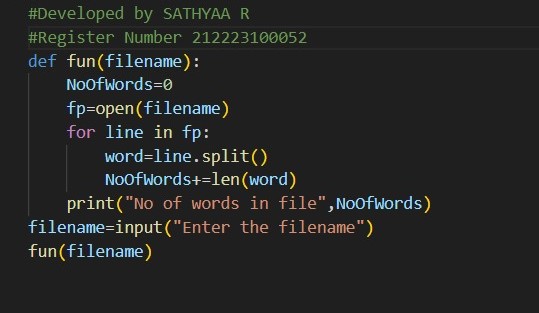 #Developed by SATHYAA R
#Register Number 212223100052
def fun(filename):
    NoOfWords=0
    fp=open(filename)
    for line in fp:
        word=line.split()
        NoOfWords+=len(word)
    print("No of words in file",NoOfWords)
filename=input("Enter the filename")
fun(filename)